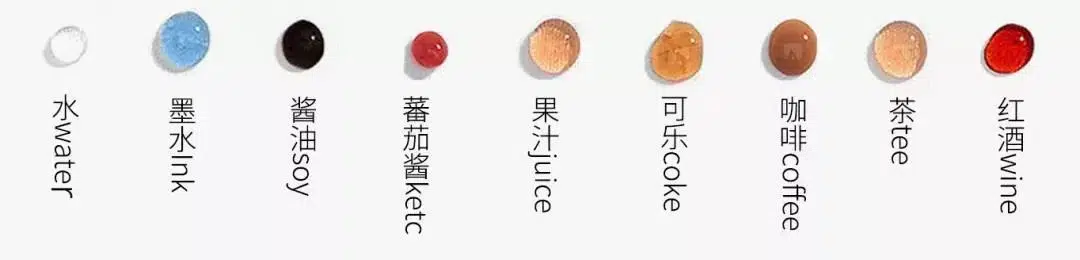 水water
墨水Ink
酱油soy
蕃茄酱ketc
果汁juice
可乐coke
咖啡coffee
茶tee
红酒wine